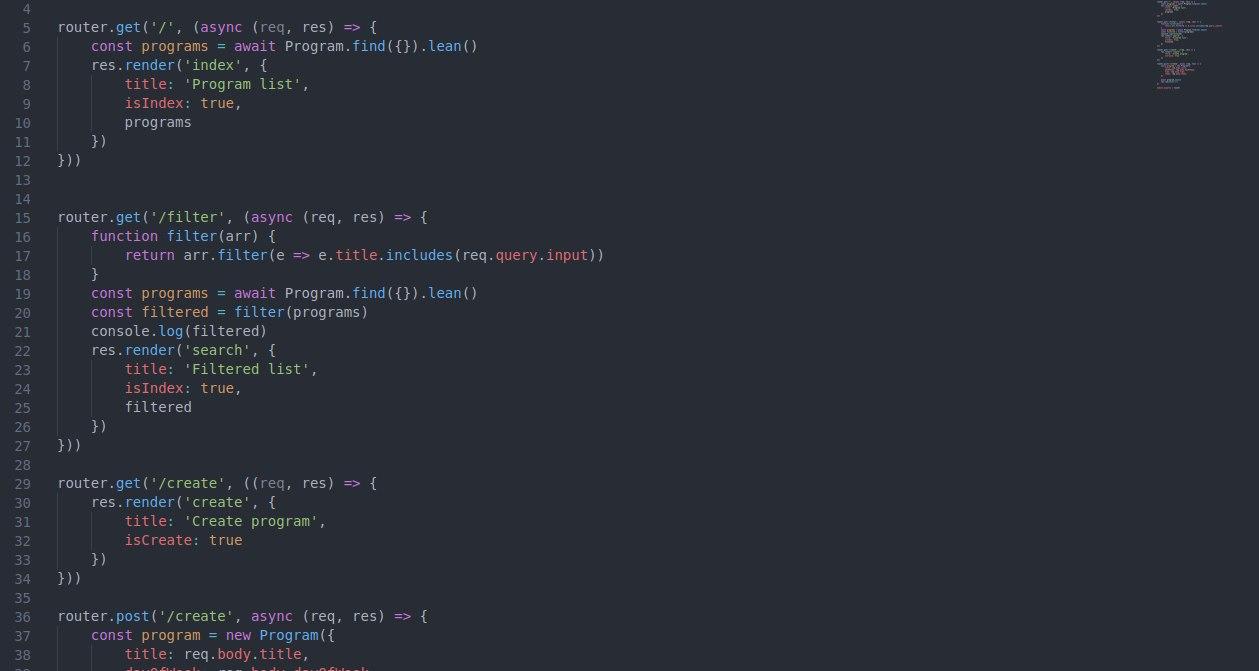 4
5 router.get('/', (async (req, res) => {
6 const programs = await Program.find({}).lean()
7 res.render('index', {
8 title: 'Program list',
9 isIndex: true,
10 programs
11 })
12 }))
13
14
15 router.get('/filter', (async (req, res) => {
16 function filter(arr) {
17 return arr.filter(e => e.title.includes(req.query.input))
18 }
19 const programs = await Program.find({}).lean()
20 const filtered = filter(programs)
21 console.log(filtered)
22 res.render('search', {
23 title: 'Filtered list',
24 isIndex: true,
25 filtered
26 })
27 }))
28
29 router.get('/create', ((req, res) => {
30 res.render('create', {
31 title: 'Create program',
32 isCreate: true
33 })
34 }))
35
36 router.post('/create', async (req, res) => {
37 const program = new Program({
38 title: req.body.title,